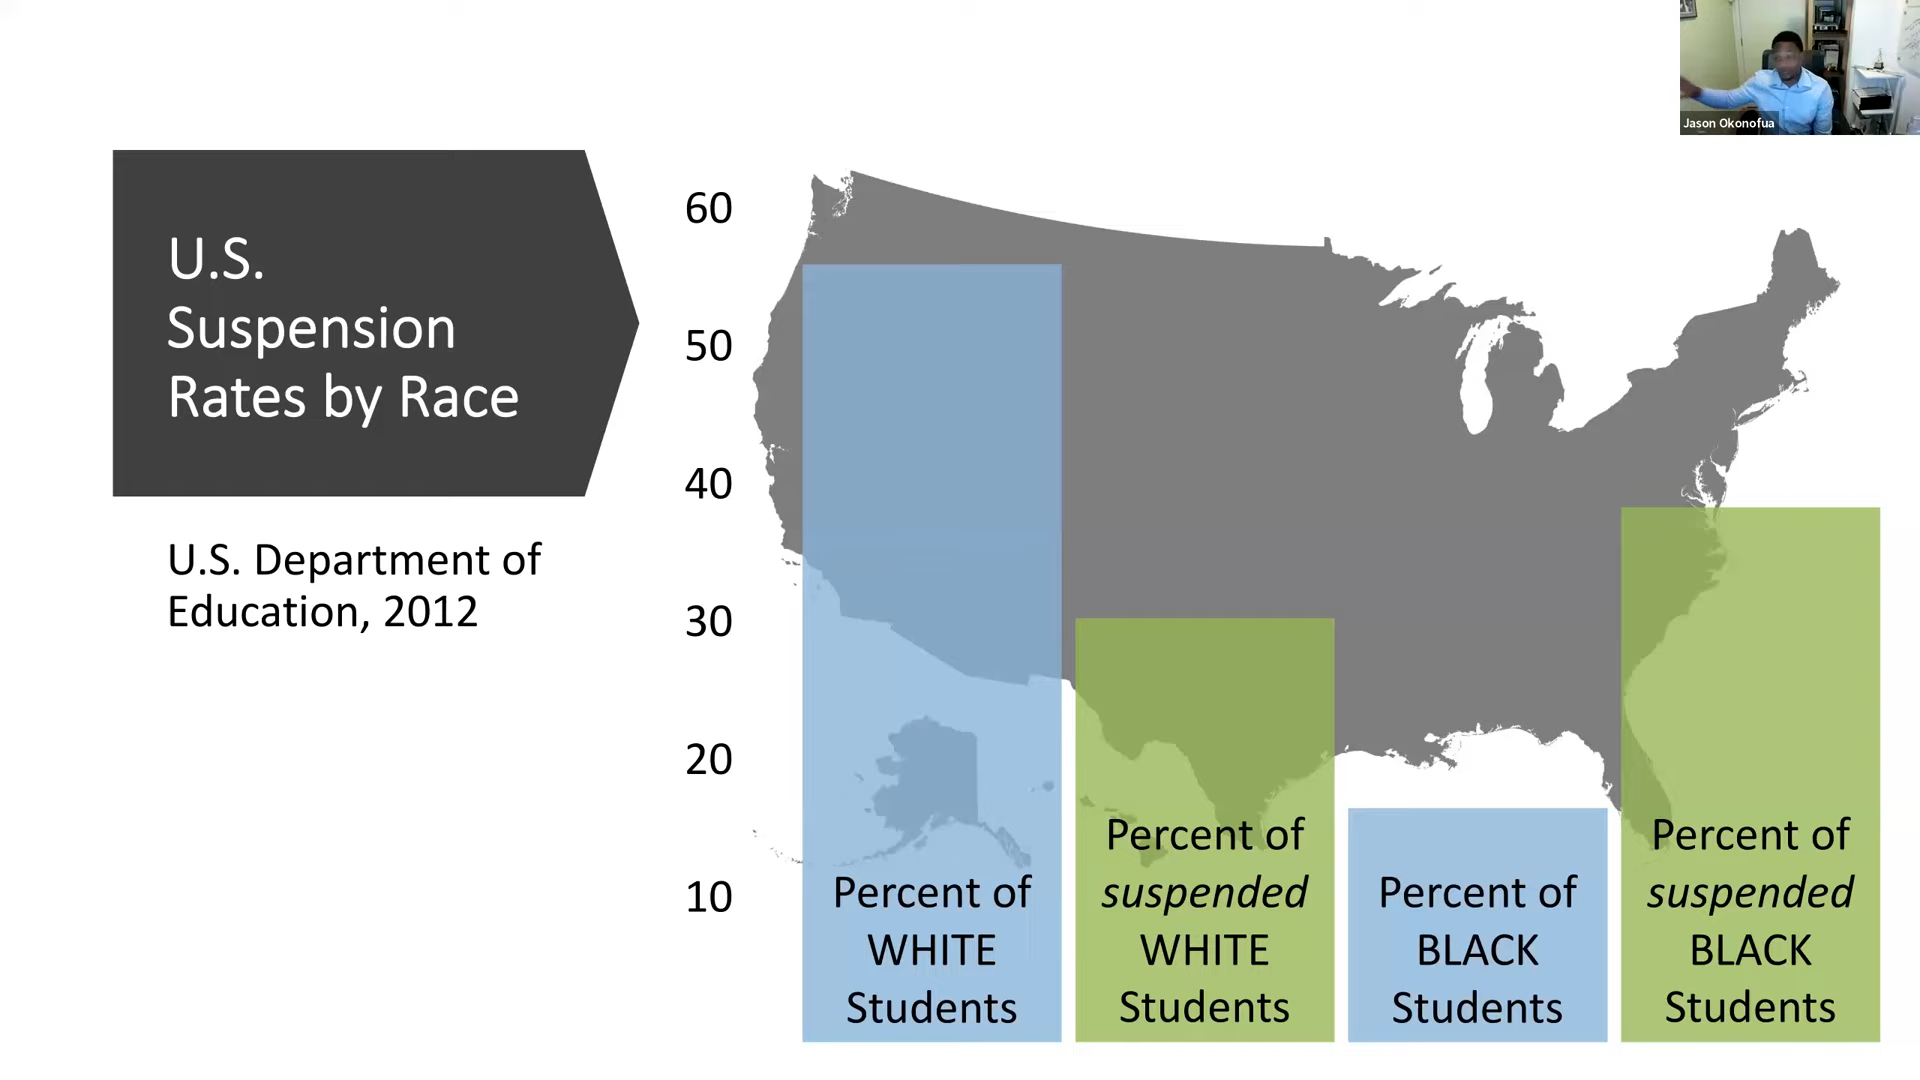 Jason Okonofua
U.S.
Suspension
Rates by Race
U.S. Department of
Education, 2012
60
50
40
30
20
10
Percent of
WHITE
Students
Percent of
suspended
WHITE
Students
Percent of
BLACK
Students
Percent of
suspended
BLACK
Students